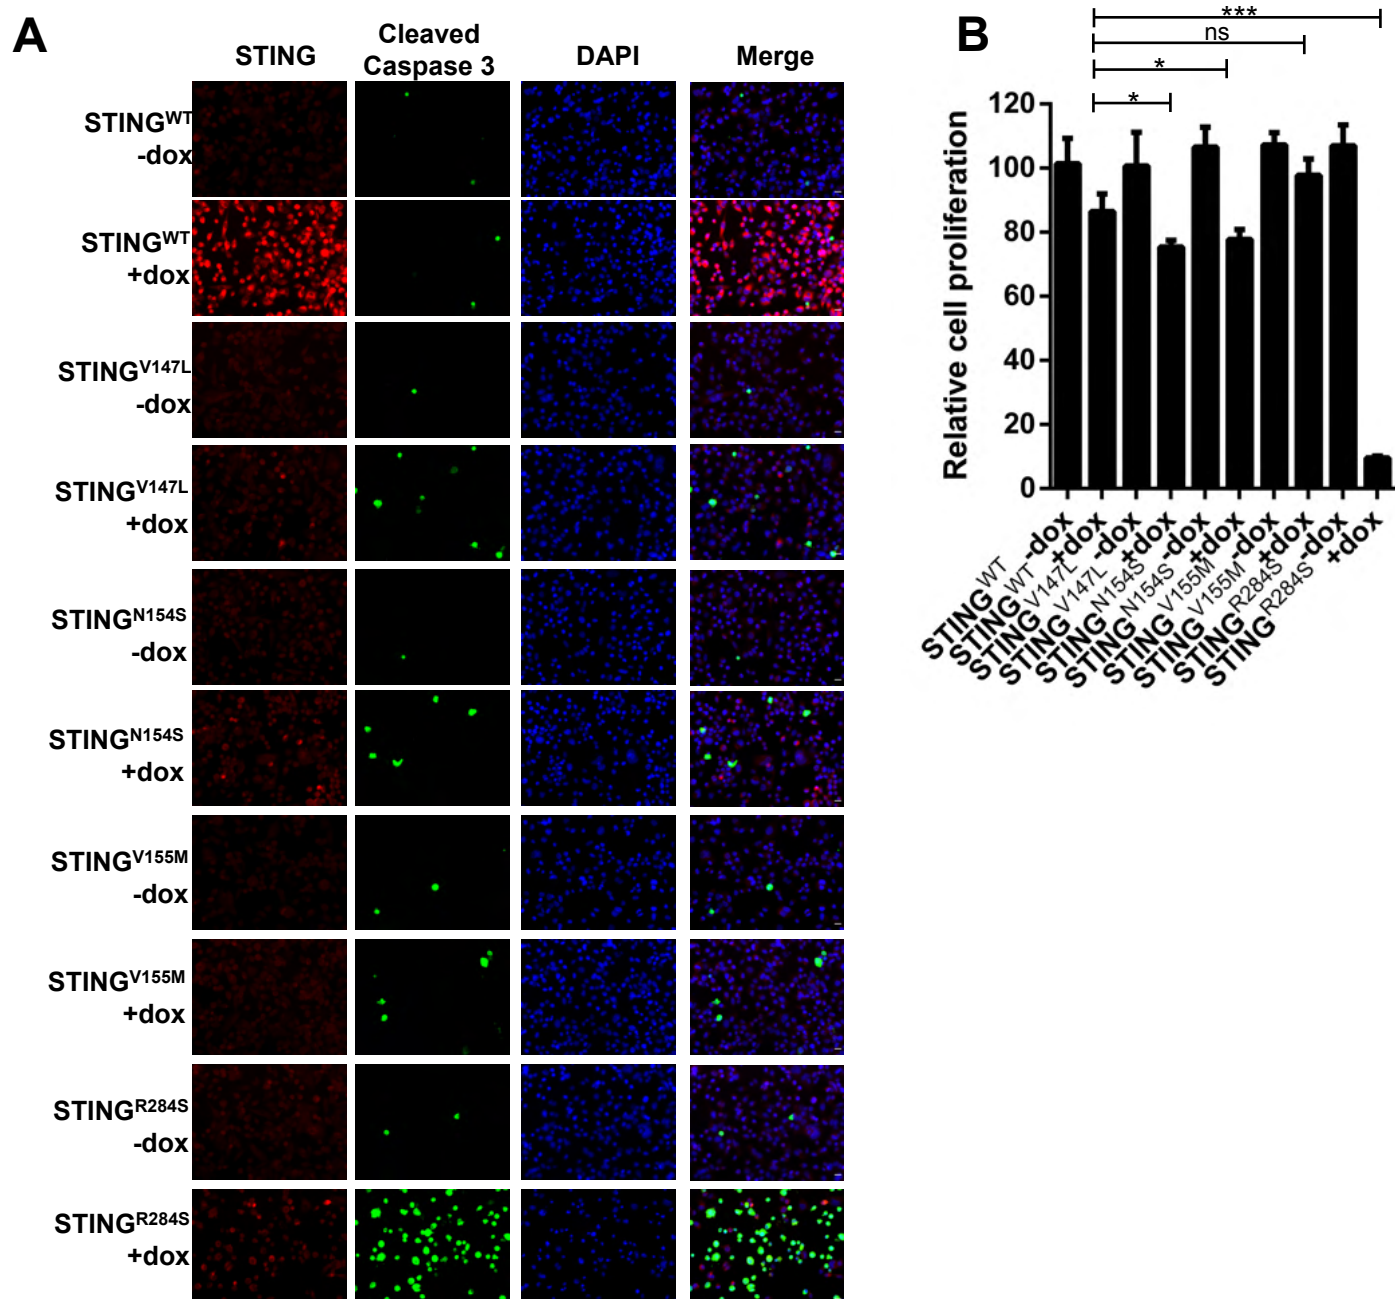 A
STING
Cleaved
Caspase 3
DAPI
Merge
STINGWT
-dox
STINGWT
+dox
STINGV147L
-dox
STINGV147L
+dox
STINGN154S
-dox
STINGN154S
+dox
STINGV155M
-dox
STINGV155M
+dox
STINGR284S
-dox
STINGR284S
+dox
B
***
ns
*
*
Relative cell proliferation
120
100
80
60
40
20
0
STINGWT -dox
STINGWT +dox
STINGV147L -dox
STINGV147L +dox
STINGN154S -dox
STINGN154S +dox
STINGV155M -dox
STINGV155M +dox
STINGR284S -dox
STINGR284S +dox